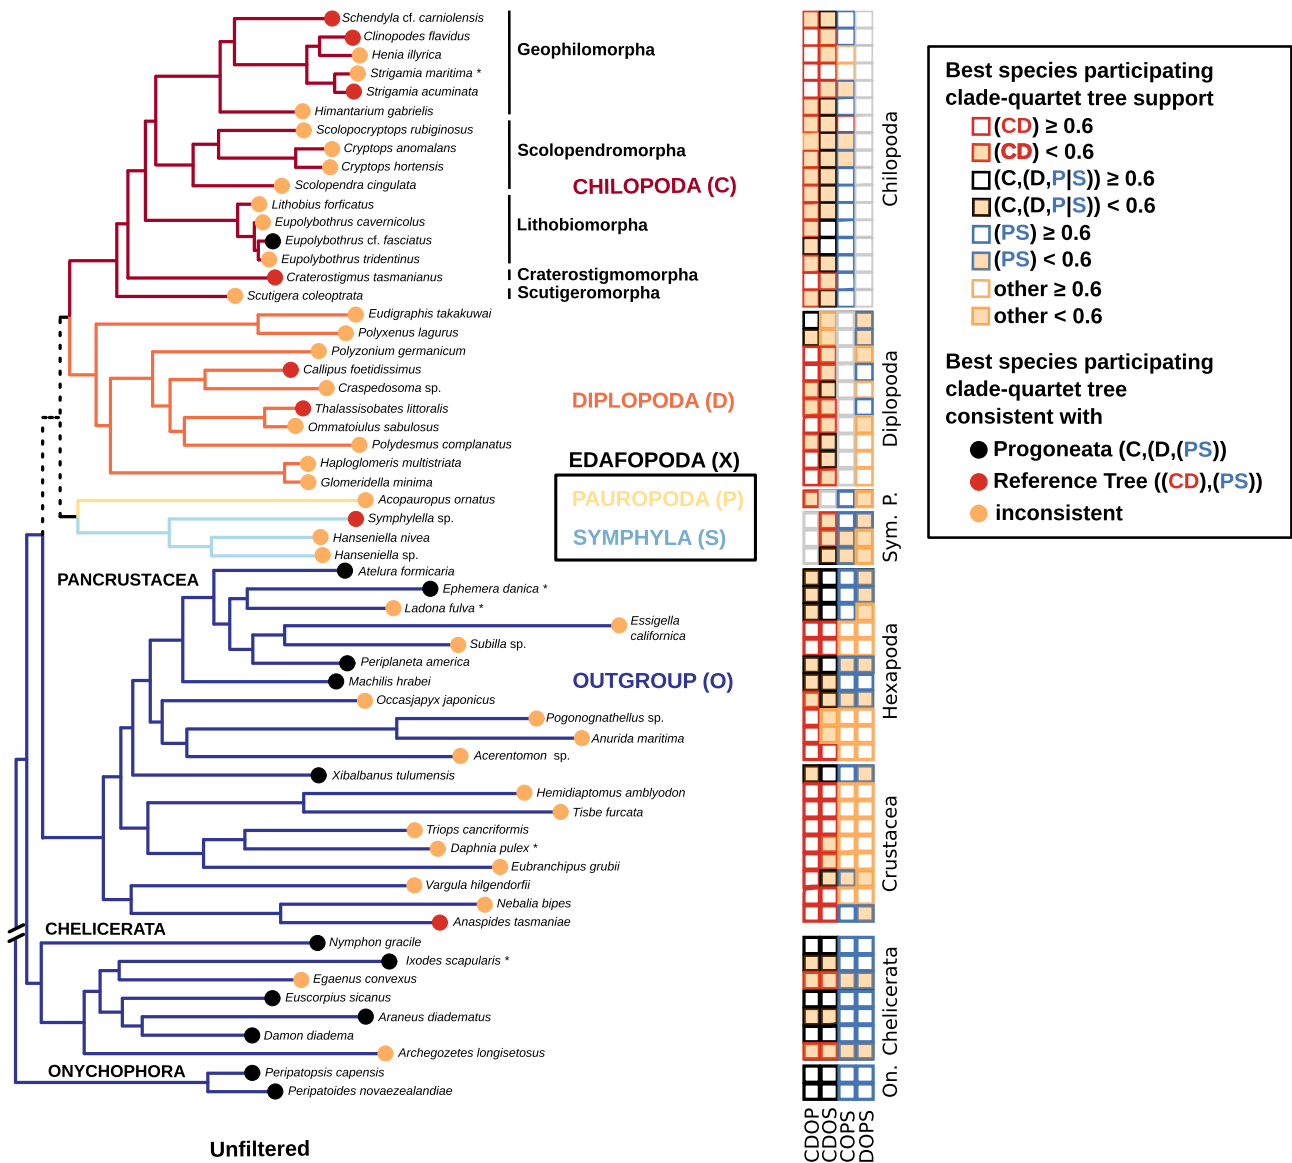 Schendyla cf. carniolensis
Clinopodes flavidus
Henia illyrica
Strigamia maritima *
Strigamia acuminata
Himantarium gabrielis
Geophilomorpha
Scolopocryptops rubiginosus
Cryptops anomalans
Cryptops hortensis
Scolopendra cingulata
Scolopendromorpha
CHILOPODA (C)
Lithobius forficatus
Eupolybothrus cavernicolus
Eupolybothrus cf. fasciatus
Eupolybothrus tridentinus
Lithobiomorpha
Craterostigmus tasmanianus
Craterostigmomorpha
Scutigera coleoptrata
Scutigeromorpha
Eudigraphis takakuwai
Polyxenus lagurus
Polyzonium germanicum
Callipus foetidissimus
Craspedosoma sp.
Thalassisobates littoralis
Ommatoiulus sabulosus
Polydesmus complanatus
Haploglomeris multistriata
Glomeridella minima
DIPLOPODA (D)
EDAFOPODA (X)
PAUROPODA (P)
SYMPHYLA (S)
Acopauropus ornatus
Symphylella sp.
Hanseniella nivea
Hanseniella sp.
PANCRUSTACEA
Atelura formicaria
Ephemera danica *
Ladona fulva *
Essigella
californica
Subilla sp.
Periplaneta america
Machilis hrabei
OUTGROUP (O)
Occasjapyx japonicus
Pogonognathellus sp.
Anurida maritima
Acerentomon sp.
Xibalbanus tulumensis
Hemidiaptomus amblyodon
Tisbe furcata
Triops cancriformis
Daphnia pulex *
Eubranchipus grubii
Vargula hilgendorfii
Nebalia bipes
Anaspides tasmaniae
CHELICERATA
Nymphon gracile
Ixodes scapularis *
Egaenus convexus
Euscorpius sicanus
Araneus diadematus
Damon diadema
Archegozetes longisetosus
ONYCHOPHORA
Peripatopsis capensis
Peripatoides novaezealandiae
Unfiltered
Chilopoda
Diplopoda
P.
Sym.
Hexapoda
Crustacea
Chelicerata
On.
CDOP
CDOS
COPS
DOPS
Best species participating
clade-quartet tree support
(CD) ≥ 0.6
(CD) < 0.6
(C,(D,P|S)) ≥ 0.6
(C,(D,P|S)) < 0.6
(PS) ≥ 0.6
(PS) < 0.6
other ≥ 0.6
other < 0.6
Best species participating
clade-quartet tree
consistent with
Progoneata (C,(D,(PS))
Reference Tree ((CD),(PS))
inconsistent